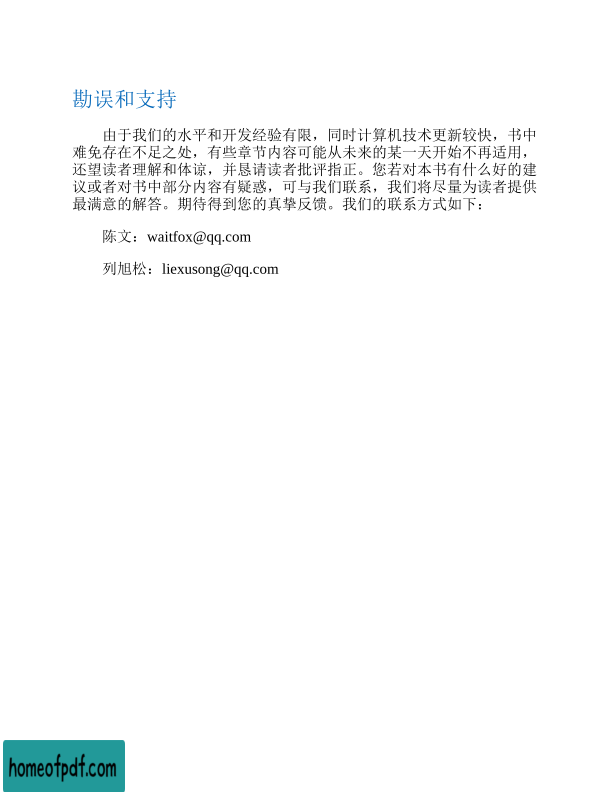 勘误和支持
由于我们的水平和开发经验有限，同时计算机技术更新较快，书中
难免存在不足之处，有些章节内容可能从未来的某一天开始不再适用，
还望读者理解和体谅，并恳请读者批评指正。您若对本书有什么好的建
议或者对书中部分内容有疑惑，可与我们联系，我们将尽量为读者提供
最满意的解答。期待得到您的真挚反馈。我们的联系方式如下：
陈文：waitfox@qq.com
列旭松：liexusong@qq.com
homeofpdf.com